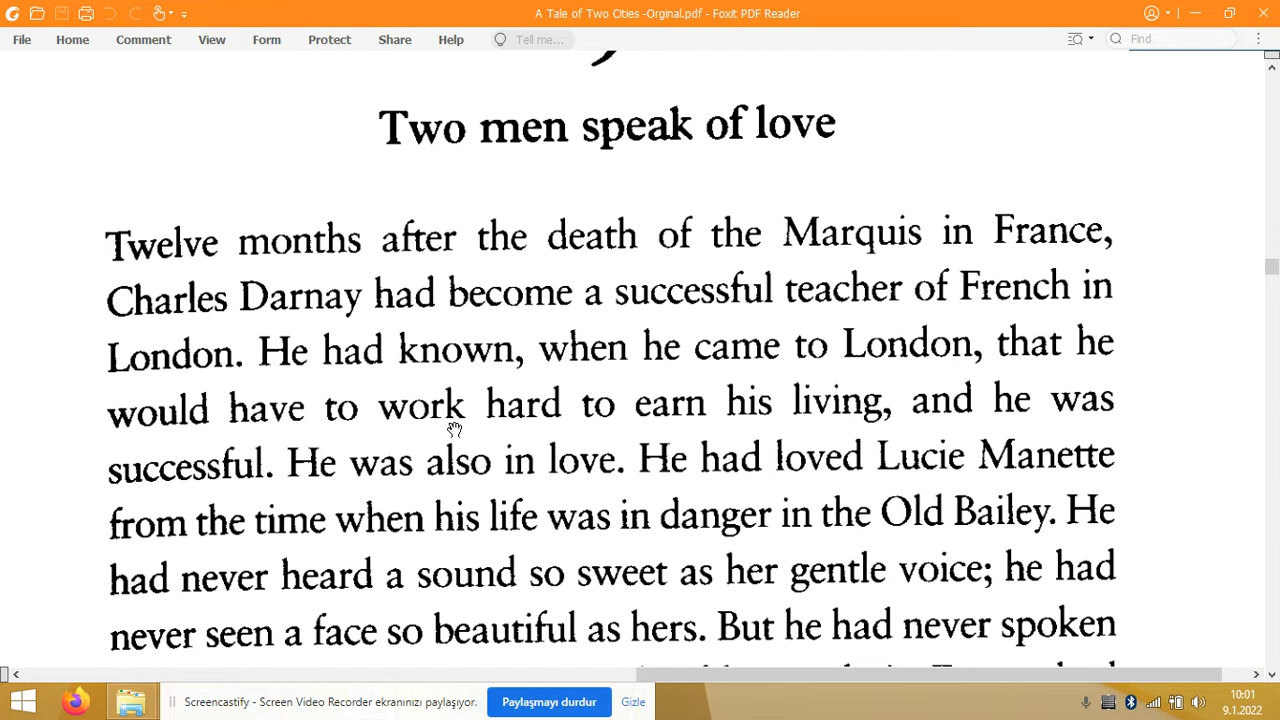 A Tale of Two Cities -Orginal.pdf - Foxit PDF Reader
File Home Comment View Form Protect Share Help Tell me... Find
Two men speak of love
Twelve months after the death of the Marquis in France,
Charles Darnay had become a successful teacher of French in
London. He had known, when he came to London, that he
would have to work hard to earn his living, and he was
successful. He was also in love. He had loved Lucie Manette
from the time when his life was in danger in the Old Bailey. He
had never heard a sound so sweet as her gentle voice; he had
never seen a face so beautiful as hers. But he had never spoken
Screencastify - Screen Video Recorder ekranınızı paylaşıyor. Paylaşmayı durdur Gizle
10:01
9.1.2022